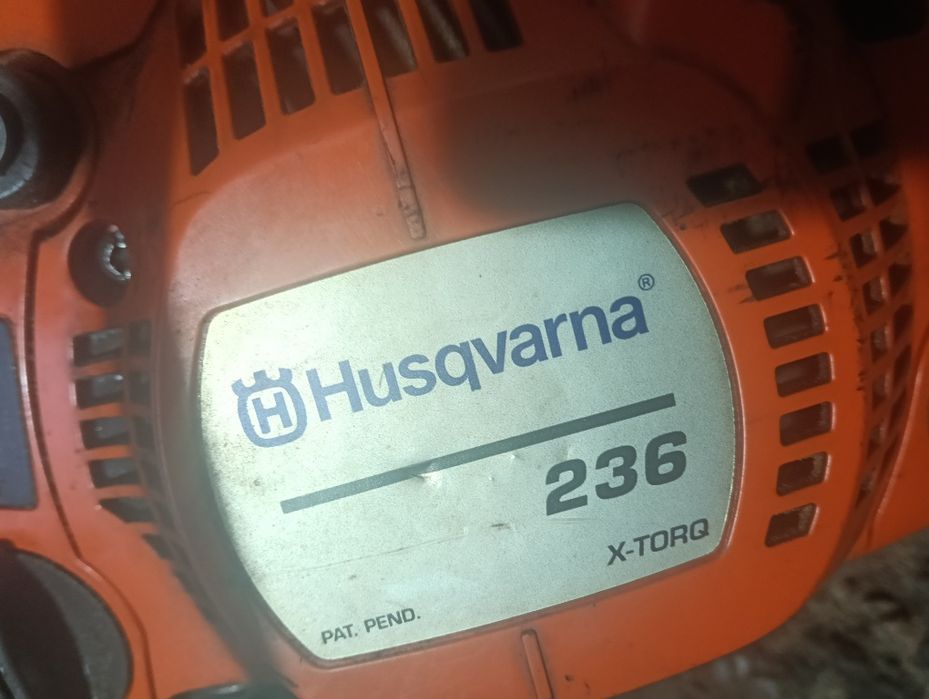 H Husqvarna®
236
X-TORQ
PAT. PEND.